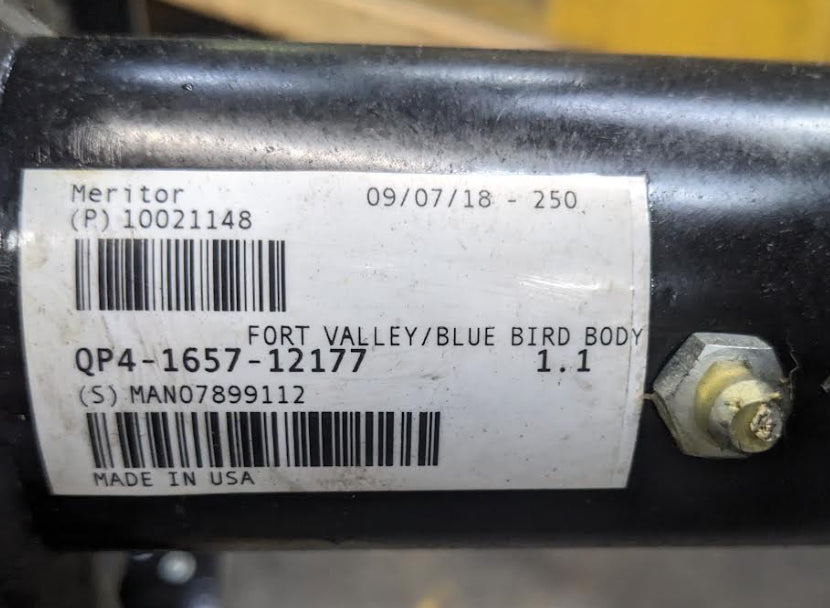 Meritor 09/07/18 - 250
(P) 10021148
FORT VALLEY/BLUE BIRD BODY
QP4-1657-12177 1.1
(S) MAN07899112
MADE IN USA